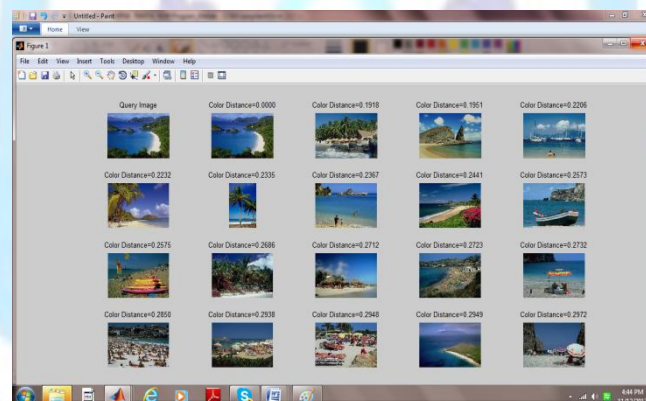 Untitled - Paint
Home View
Figure 1
File Edit View Insert Tools Desktop Window Help
Query Image Color Distance=0.0000 Color Distance=0.1918 Color Distance=0.1951 Color Distance=0.2206
Color Distance=0.2232 Color Distance=0.2335 Color Distance=0.2367 Color Distance=0.2441 Color Distance=0.2573
Color Distance=0.2575 Color Distance=0.2686 Color Distance=0.2712 Color Distance=0.2723 Color Distance=0.2732
Color Distance=0.2850 Color Distance=0.2938 Color Distance=0.2948 Color Distance=0.2949 Color Distance=0.2972
4:44 PM